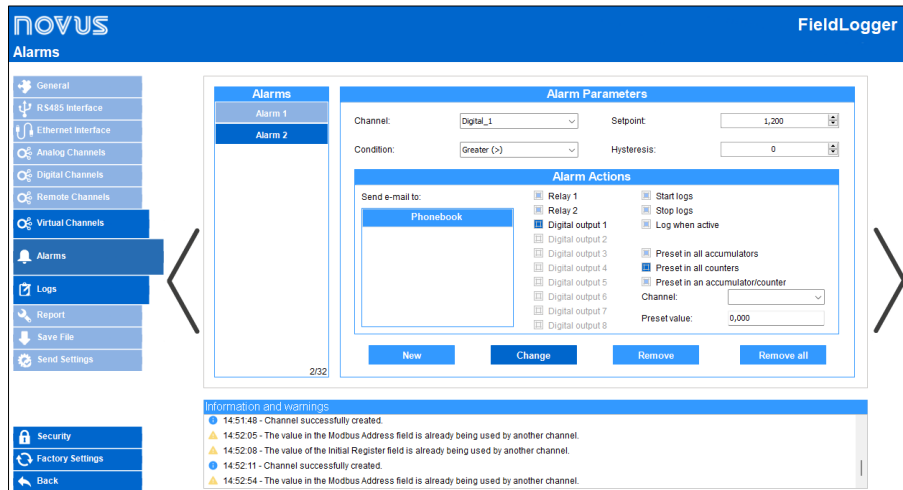 NOVUS
FieldLogger
Alarms
General
RS485 Interface
Ethernet Interface
Analog Channels
Digital Channels
Remote Channels
Virtual Channels
Alarms
Logs
Report
Save File
Send Settings
Security
Factory Settings
Back
Alarms
Alarm 1
Alarm 2
2/32
Alarm Parameters
Channel: Digital_1 Setpoint: 1,200
Condition: Greater (>) Hysteresis: 0
Alarm Actions
Send e-mail to:
Phonebook
Relay 1
Relay 2
Digital output 1
Digital output 2
Digital output 3
Digital output 4
Digital output 5
Digital output 6
Digital output 7
Digital output 8
Start logs
Stop logs
Log when active
Preset in all accumulators
Preset in all counters
Preset in an accumulator/counter
Channel:
Preset value: 0,000
New Change Remove Remove all
Information and warnings
14:51:48 - Channel successfully created.
14:52:05 - The value in the Modbus Address field is already being used by another channel.
14:52:08 - The value of the Initial Register field is already being used by another channel.
14:52:11 - Channel successfully created.
14:52:54 - The value in the Modbus Address field is already being used by another channel.